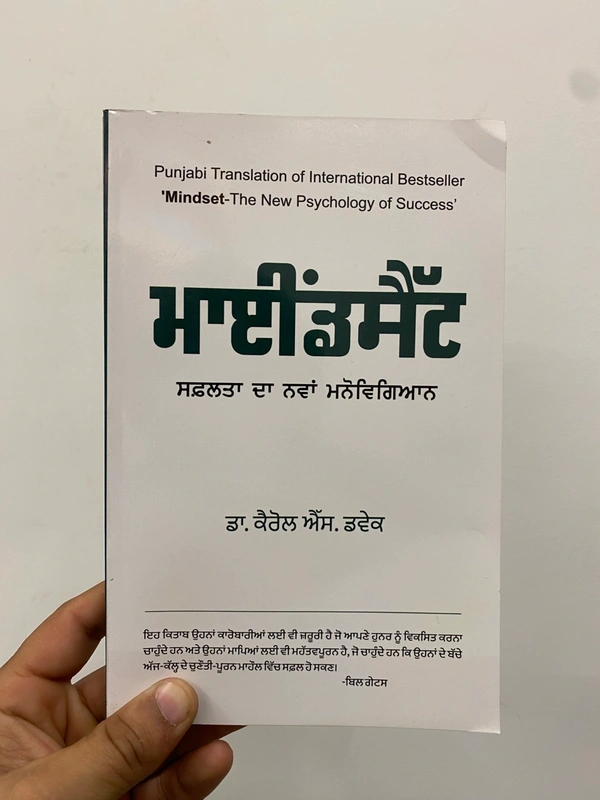 Punjabi Translation of International Bestseller
'Mindset-The New Psychology of Success'
ਮਾਈਂਡਸੈੱਟ
ਸਫ਼ਲਤਾ ਦਾ ਨਵਾਂ ਮਨੋਵਿਗਿਆਨ
ਡਾ. ਕੈਰੋਲ ਐੱਸ. ਡਵੇਕ
ਇਹ ਕਿਤਾਬ ਉਹਨਾਂ ਕਾਰੋਬਾਰੀਆਂ ਲਈ ਵੀ ਜ਼ਰੂਰੀ ਹੈ ਜੋ ਆਪਣੇ ਹੁਨਰ ਨੂੰ ਵਿਕਸਿਤ ਕਰਨਾ
ਚਾਹੁੰਦੇ ਹਨ ਅਤੇ ਉਹਨਾਂ ਮਾਪਿਆਂ ਲਈ ਵੀ ਮਹੱਤਵਪੂਰਨ ਹੈ, ਜੋ ਚਾਹੁੰਦੇ ਹਨ ਕਿ ਉਹਨਾਂ ਦੇ ਬੱਚੇ
ਅੱਜ-ਕੱਲ੍ਹ ਦੇ ਚੁਣੌਤੀ-ਪੂਰਨ ਮਾਹੌਲ ਵਿੱਚ ਸਫ਼ਲ ਹੋ ਸਕਣ।
-ਬਿਲ ਗੇਟਸ